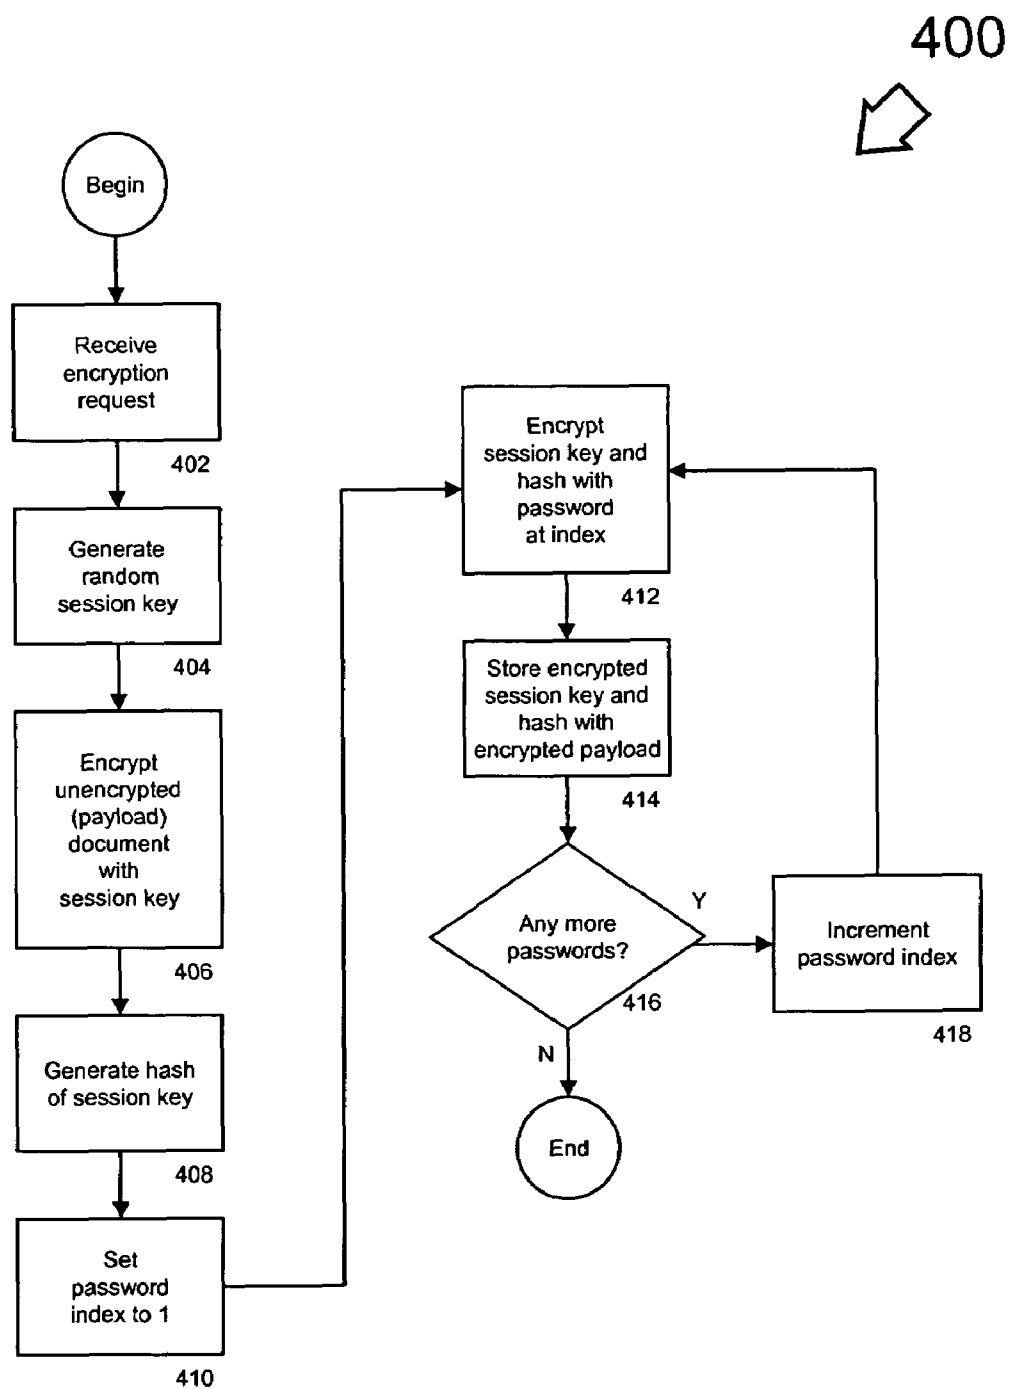 400
Begin
Receive
encryption
request
402
Generate
random
session key
404
Encrypt
unencrypted
(payload)
document
with
session key
406
Generate hash
of session key
408
Set
password
index to 1
410
Encrypt
session key and
hash with
password
at index
412
Store encrypted
session key and
hash with
encrypted payload
414
Any more
passwords?
416
Y
N
Increment
password index
418
End